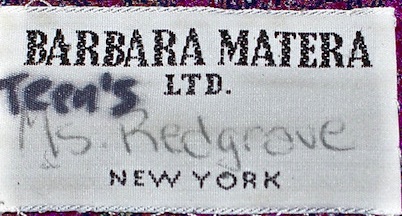 BARBARA MATERA
LTD.
Teen's
Ms. Redgrave
NEW YORK